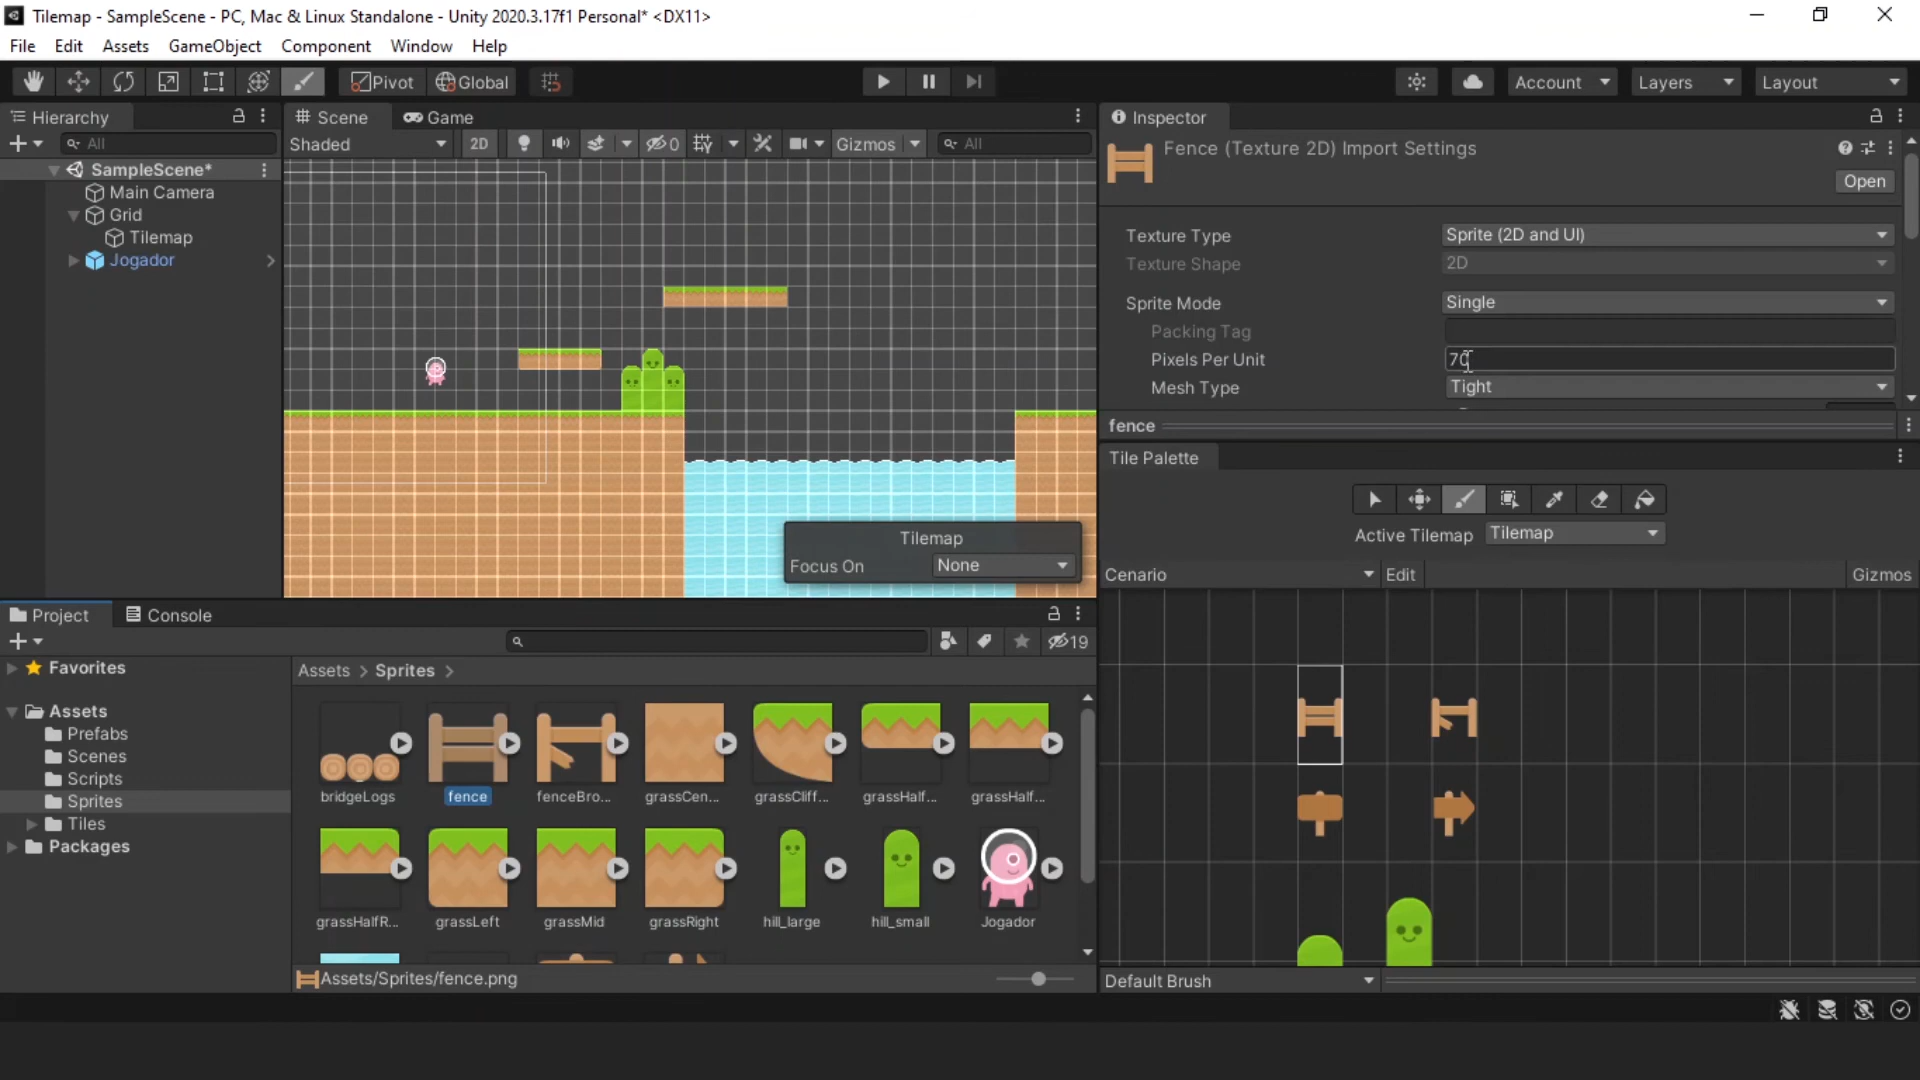 Tilemap - SampleScene - PC, Mac & Linux Standalone - Unity 2020.3.17f1 Personal* <DX11>
File Edit Assets GameObject Component Window Help
Pivot Global Account Layers Layout
Hierarchy
All
SampleScene*
Main Camera
Grid
Tilemap
Jogador
Scene Game
Shaded 2D 0 Gizmos All
Tilemap
Focus On None
Inspector
Fence (Texture 2D) Import Settings
Open
Texture Type Sprite (2D and UI)
Texture Shape 2D
Sprite Mode Single
Packing Tag
Pixels Per Unit 70
Mesh Type Tight
fence
Tile Palette
Active Tilemap Tilemap
Cenario Edit Gizmos
Default Brush
Project Console
19
Favorites
Assets
Prefabs
Scenes
Scripts
Sprites
Tiles
Packages
Assets > Sprites >
bridgeLogs fence fenceBro... grassCen... grassCliff... grassHalf... grassHalf...
grassHalfR... grassLeft grassMid grassRight hill_large hill_small Jogador
Assets/Sprites/fence.png